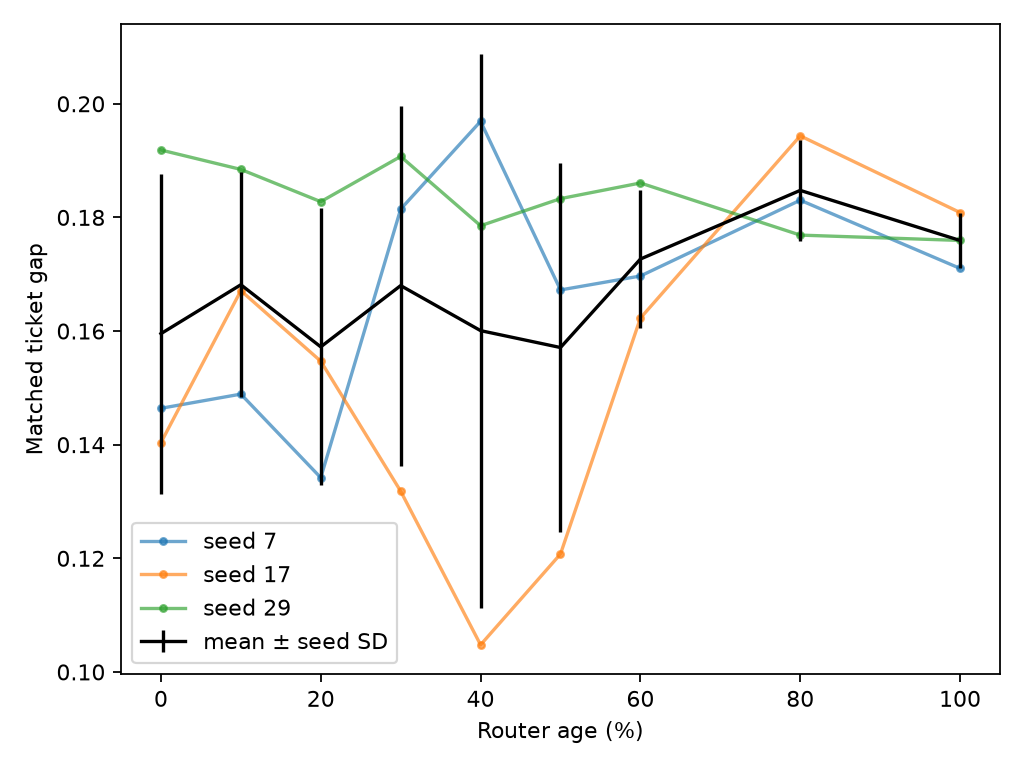 Matched ticket gap
0.20
0.18
0.16
0.14
0.12
0.10
seed 7
seed 17
seed 29
mean ± seed SD
0 20 40 60 80 100
Router age (%)